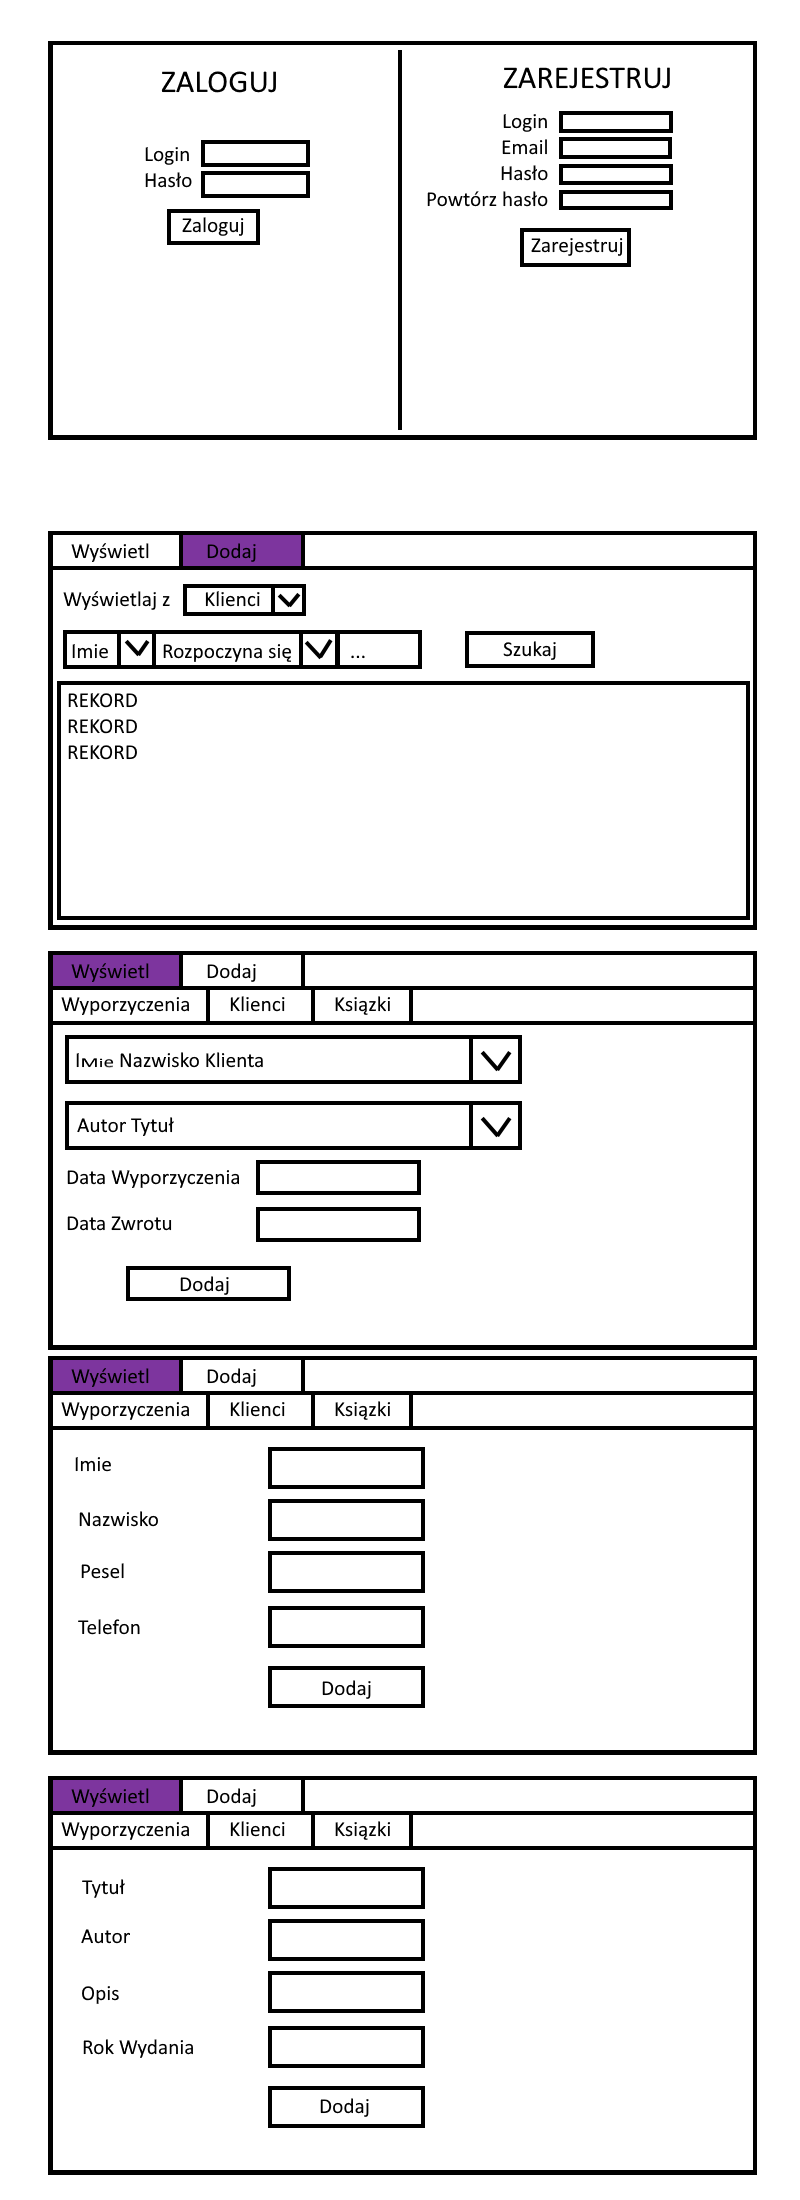 ZALOGUJ
Login
Hasło
Zaloguj
ZAREJESTRUJ
Login
Email
Hasło
Powtórz hasło
Zarejestruj
Wyświetl Dodaj
Wyświetlaj z Klienci
Imie Rozpoczyna się ... Szukaj
REKORD
REKORD
REKORD
Wyświetl Dodaj
Wyporzyczenia Klienci Ksiązki
Imie Nazwisko Klienta
Autor Tytuł
Data Wyporzyczenia
Data Zwrotu
Dodaj
Wyświetl Dodaj
Wyporzyczenia Klienci Ksiązki
Imie
Nazwisko
Pesel
Telefon
Dodaj
Wyświetl Dodaj
Wyporzyczenia Klienci Ksiązki
Tytuł
Autor
Opis
Rok Wydania
Dodaj